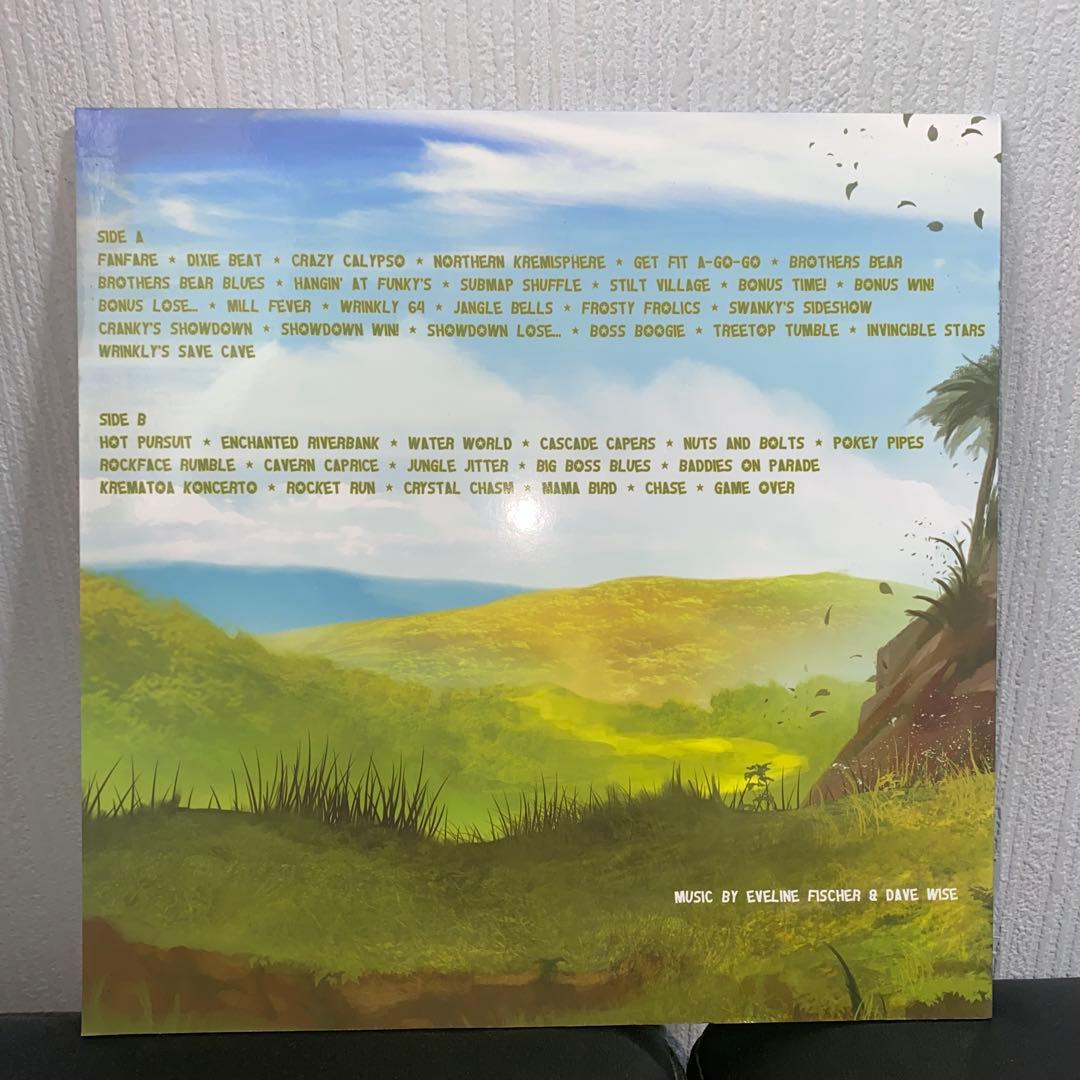 SIDE A
FANFARE * DIXIE BEAT * CRAZY CALYPSO * NORTHERN KREMISPHERE * GET FIT A-GO-GO * BROTHERS BEAR
BROTHERS BEAR BLUES * HANGIN' AT FUNKY'S * SUBMAP SHUFFLE * STILT VILLAGE * BONUS TIME! * BONUS WIN!
BONUS LOSE... * MILL FEVER * WRINKLY 64 * JANGLE BELLS * FROSTY FROLICS * SWANKY'S SIDESHOW
CRANKY'S SHOWDOWN * SHOWDOWN WIN! * SHOWDOWN LOSE... * BOSS BOOGIE * TREETOP TUMBLE * INVINCIBLE STARS
WRINKLY'S SAVE CAVE
SIDE B
HOT PURSUIT * ENCHANTED RIVERBANK * WATER WORLD * CASCADE CAPERS * NUTS AND BOLTS * POKEY PIPES
ROCKFACE RUMBLE * CAVERN CAPRICE * JUNGLE JITTER * BIG BOSS BLUES * BADDIES ON PARADE
KREMATOA KONCERTO * ROCKET RUN * CRYSTAL CHASM * MAMA BIRD * CHASE * GAME OVER
MUSIC BY EVELINE FISCHER & DAVE WISE